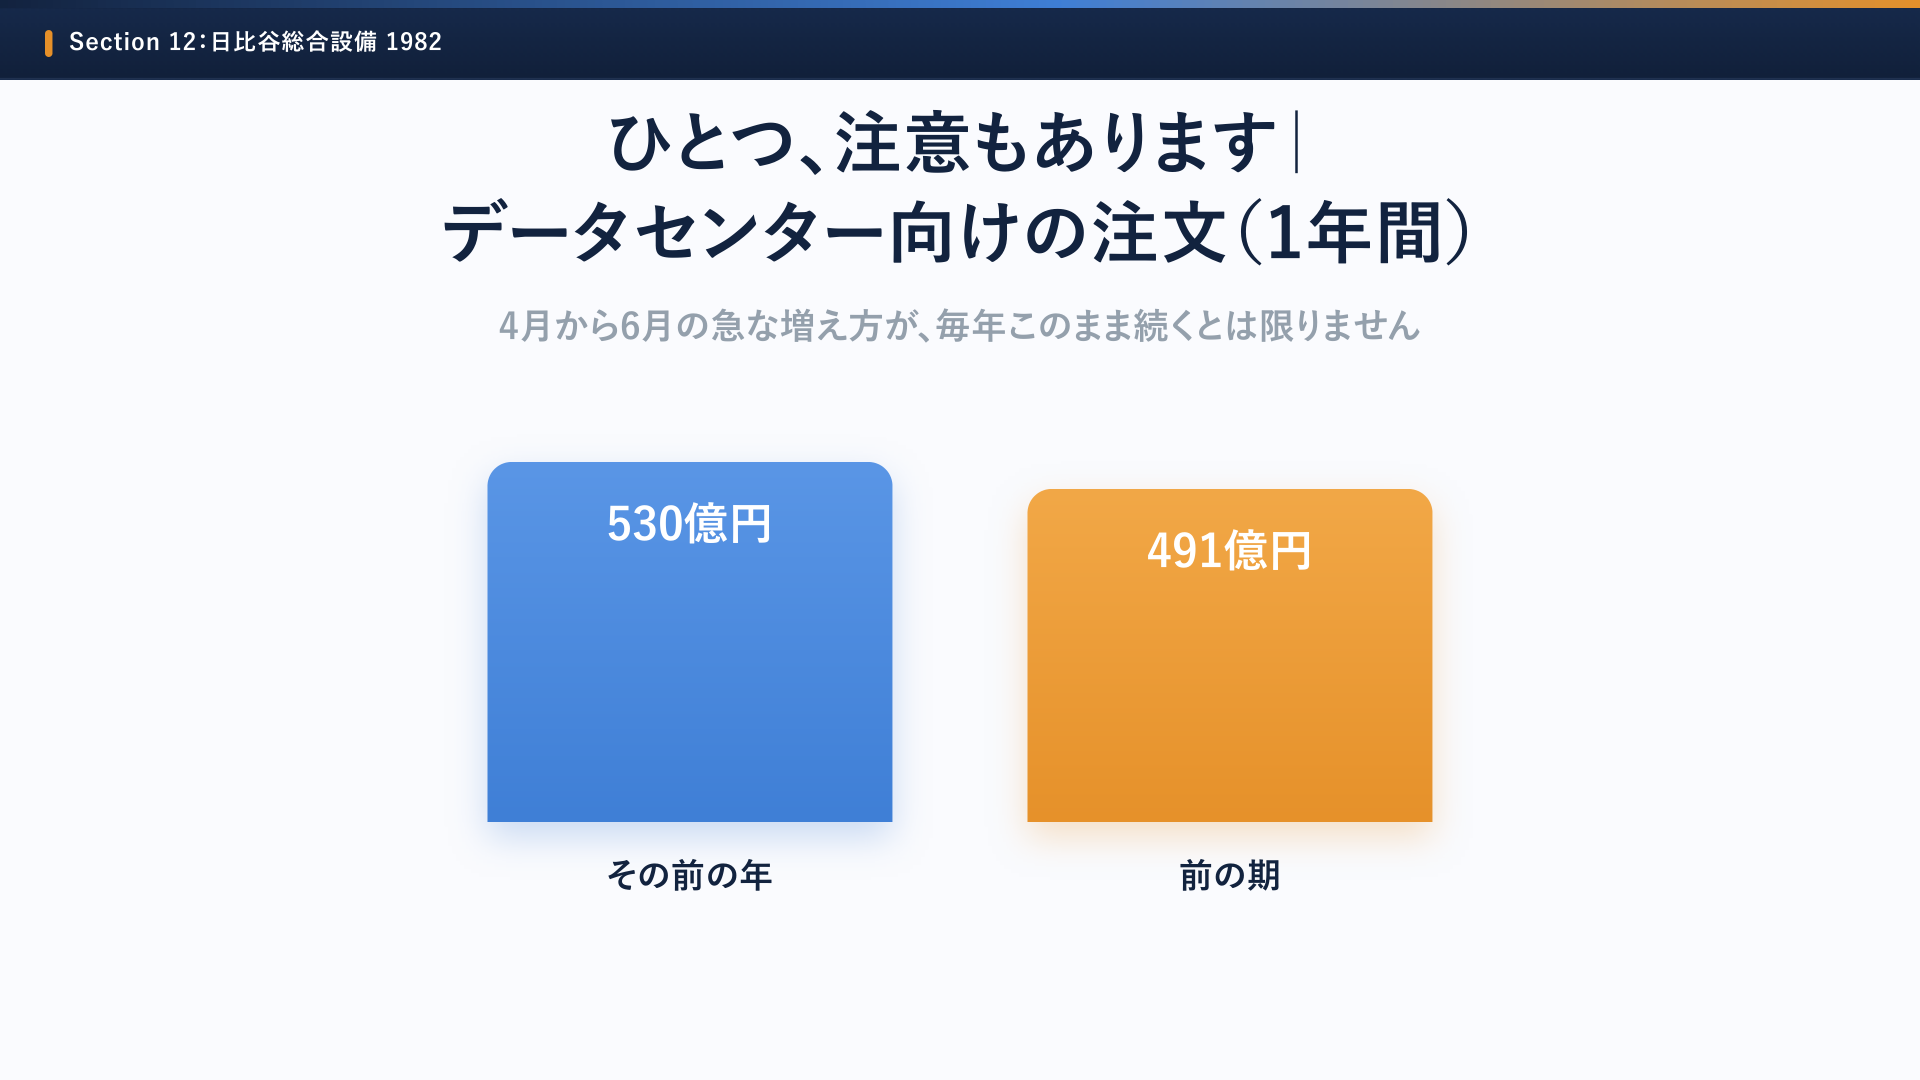 Section 12：日比谷総合設備 1982
ひとつ、注意もあります｜
データセンター向けの注文（1年間）
4月から6月の急な増え方が、毎年このまま続くとは限りません
530億円
491億円
その前の年
前の期